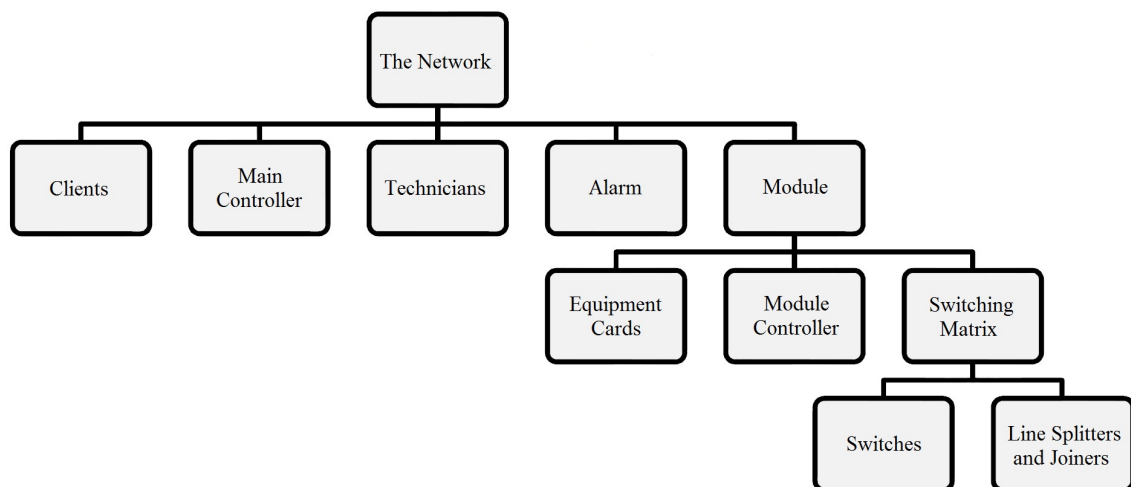 The Network
Clients
Main
Controller
Technicians
Alarm
Module
Equipment
Cards
Module
Controller
Switching
Matrix
Switches
Line Splitters
and Joiners